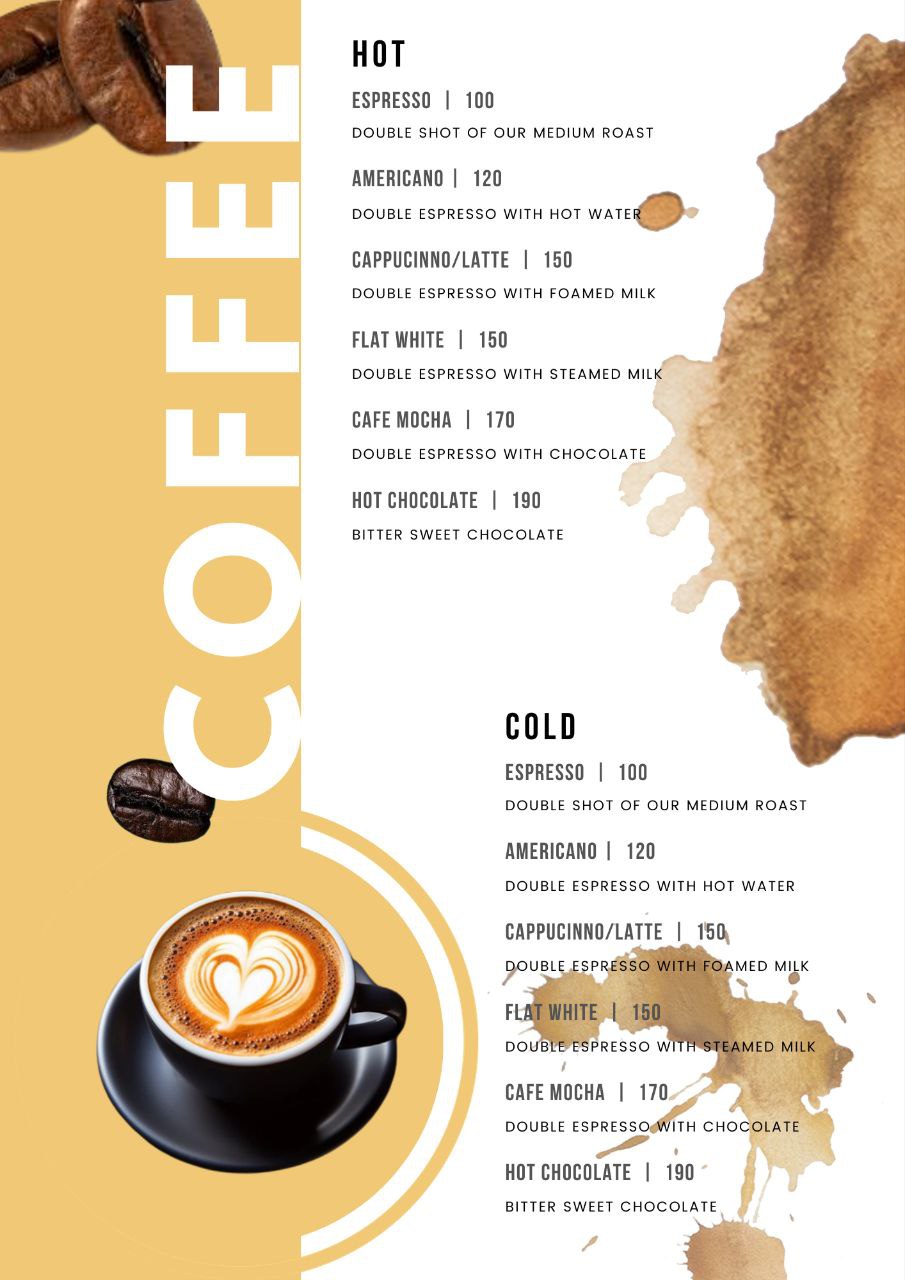 COFFEE
HOT
ESPRESSO | 100
DOUBLE SHOT OF OUR MEDIUM ROAST
AMERICANO | 120
DOUBLE ESPRESSO WITH HOT WATER
CAPPUCINNO/LATTE | 150
DOUBLE ESPRESSO WITH FOAMED MILK
FLAT WHITE | 150
DOUBLE ESPRESSO WITH STEAMED MILK
CAFE MOCHA | 170
DOUBLE ESPRESSO WITH CHOCOLATE
HOT CHOCOLATE | 190
BITTER SWEET CHOCOLATE
COLD
ESPRESSO | 100
DOUBLE SHOT OF OUR MEDIUM ROAST
AMERICANO | 120
DOUBLE ESPRESSO WITH HOT WATER
CAPPUCINNO/LATTE | 150
DOUBLE ESPRESSO WITH FOAMED MILK
FLAT WHITE | 150
DOUBLE ESPRESSO WITH STEAMED MILK
CAFE MOCHA | 170
DOUBLE ESPRESSO WITH CHOCOLATE
HOT CHOCOLATE | 190
BITTER SWEET CHOCOLATE